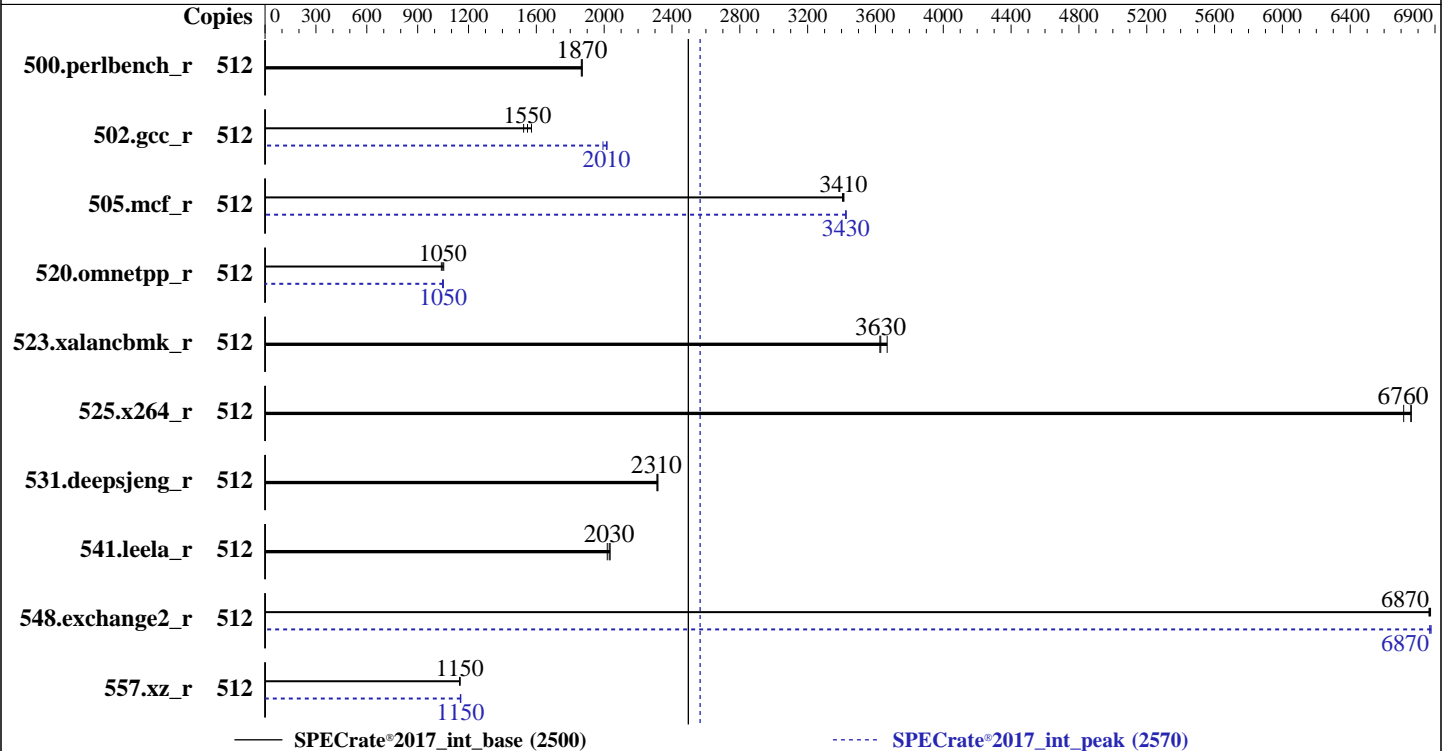 Copies 0 300 600 900 1200 1600 2000 2400 2800 3200 3600 4000 4400 4800 5200 5600 6000 6400 6900
500.perlbench_r 512 1870
502.gcc_r 512 1550
2010
505.mcf_r 512 3410
3430
520.omnetpp_r 512 1050
1050
523.xalancbmk_r 512 3630
525.x264_r 512 6760
531.deepsjeng_r 512 2310
541.leela_r 512 2030
548.exchange2_r 512 6870
6870
557.xz_r 512 1150
1150
SPECrate®2017_int_base (2500) SPECrate®2017_int_peak (2570)